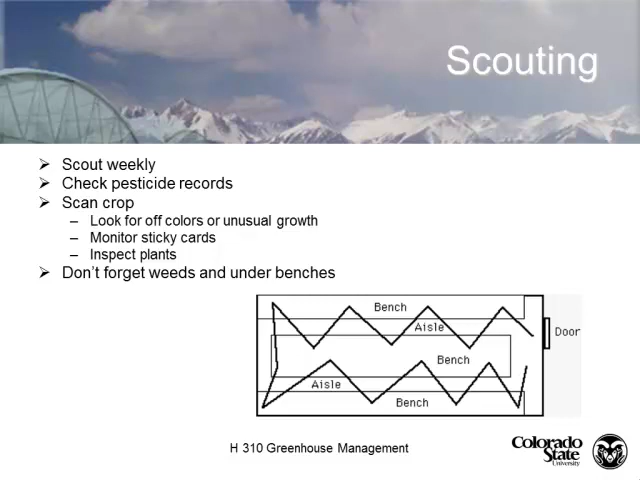 Scouting
Scout weekly
Check pesticide records
Scan crop
– Look for off colors or unusual growth
– Monitor sticky cards
– Inspect plants
Don't forget weeds and under benches
Bench
Aisle
Door
Bench
Aisle
Bench
H 310 Greenhouse Management
Colorado
State
University